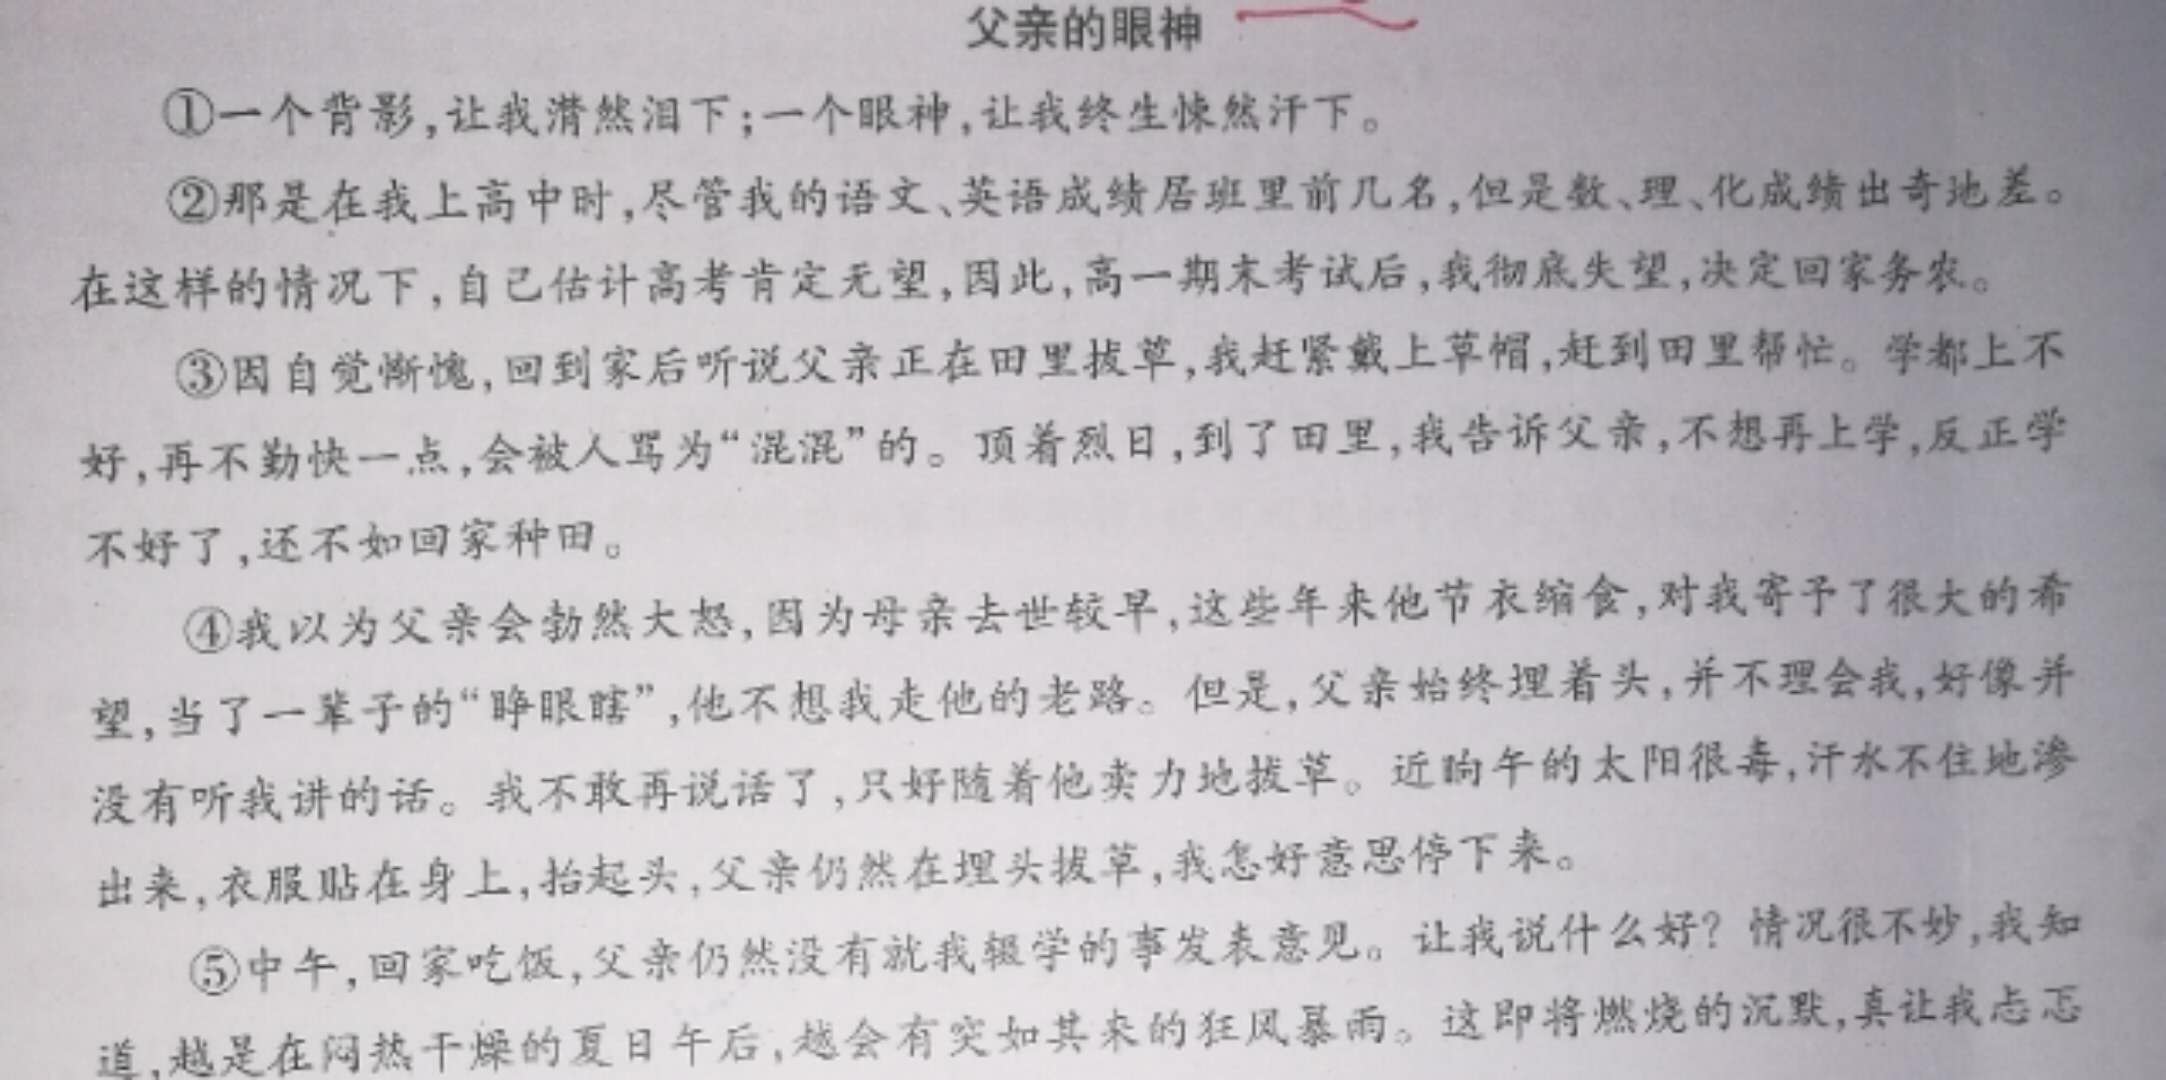 父亲的眼神
①一个背影,让我潸然泪下;一个眼神,让我终生悚然汗下。
②那是在我上高中时,尽管我的语文、英语成绩居班里前几名,但是数、理、化成绩出奇地差。
在这样的情况下,自己估计高考肯定无望,因此,高一期末考试后,我彻底失望,决定回家务农。
③因自觉惭愧,回到家后听说父亲正在田里拔草,我赶紧戴上草帽,赶到田里帮忙。学都上不
好,再不勤快一点,会被人骂为“混混”的。顶着烈日,到了田里,我告诉父亲,不想再上学,反正学
不好了,还不如回家种田。
④我以为父亲会勃然大怒,因为母亲去世较早,这些年来他节衣缩食,对我寄予了很大的希
望,当了一辈子的“睁眼瞎”,他不想我走他的老路。但是,父亲始终埋着头,并不理会我,好像并
没有听我讲的话。我不敢再说话了,只好随着他卖力地拔草。近晌午的太阳很毒,汗水不住地渗
出来,衣服贴在身上,抬起头,父亲仍然在埋头拔草,我怎好意思停下来。
⑤中午,回家吃饭,父亲仍然没有就我辍学的事发表意见。让我说什么好?情况很不妙,我知
道,越是在闷热干燥的夏日午后,越会有突如其来的狂风暴雨。这即将燃烧的沉默,真让我忐忑